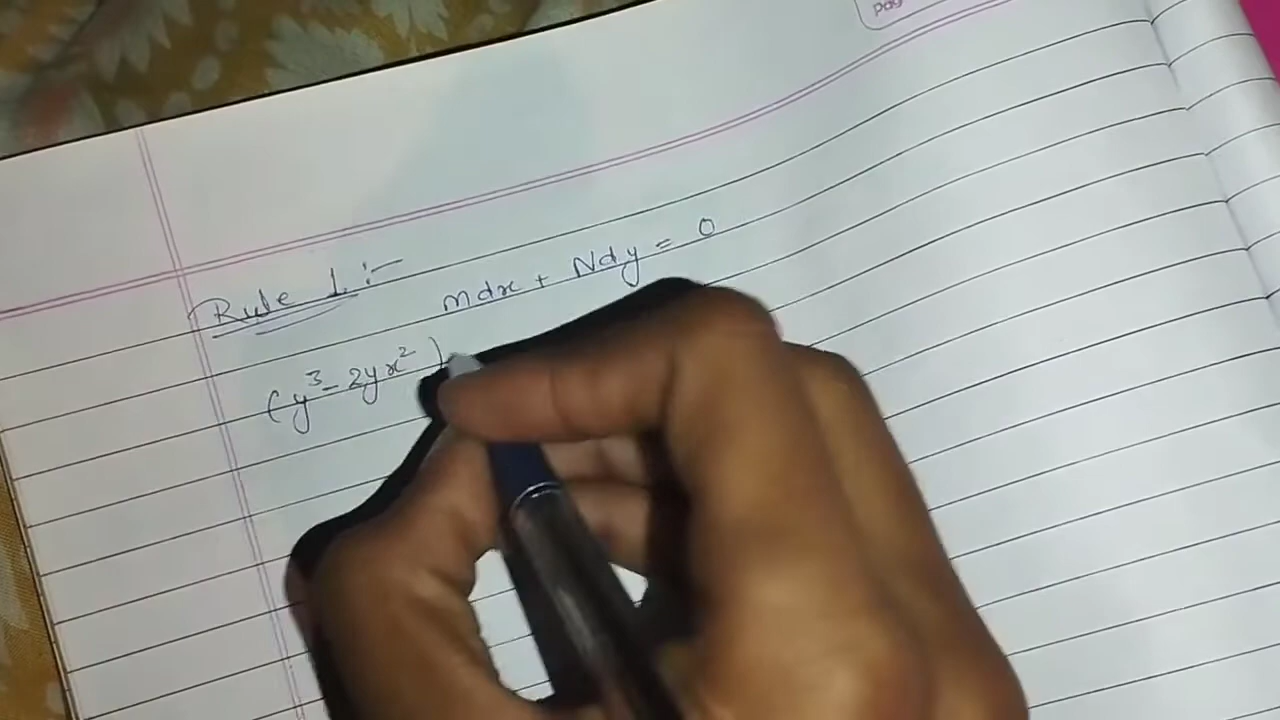 Rule 1 :-
mdx + Ndy = 0
(y³ - 2yx²)